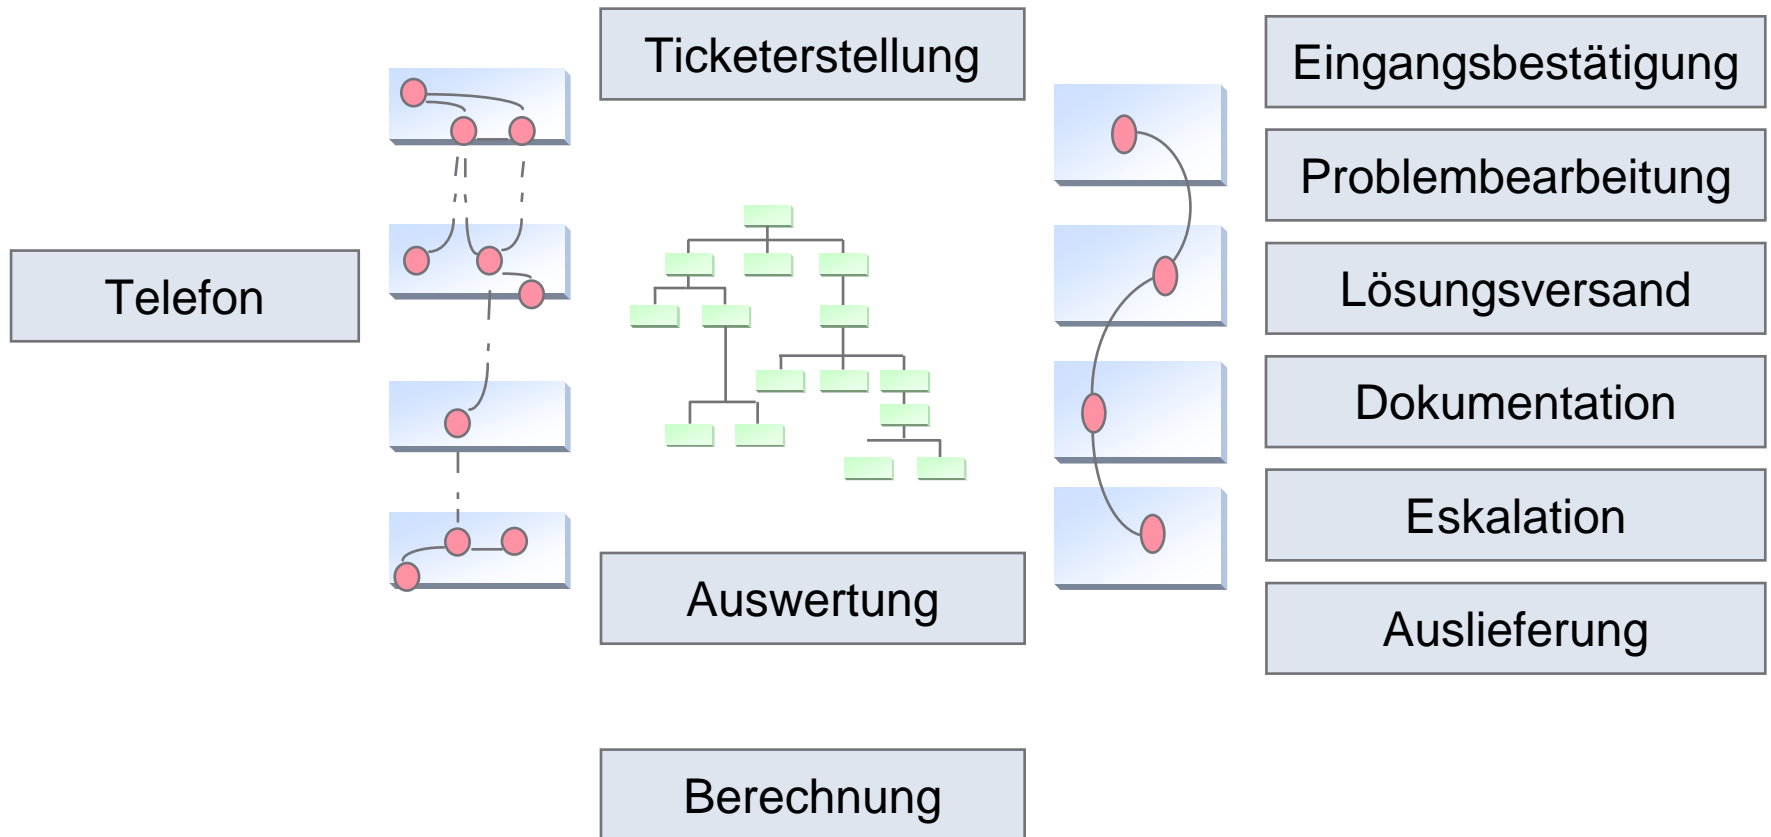 Telefon
Ticketerstellung
Auswertung
Berechnung
Eingangsbestätigung
Problembearbeitung
Lösungsversand
Dokumentation
Eskalation
Auslieferung